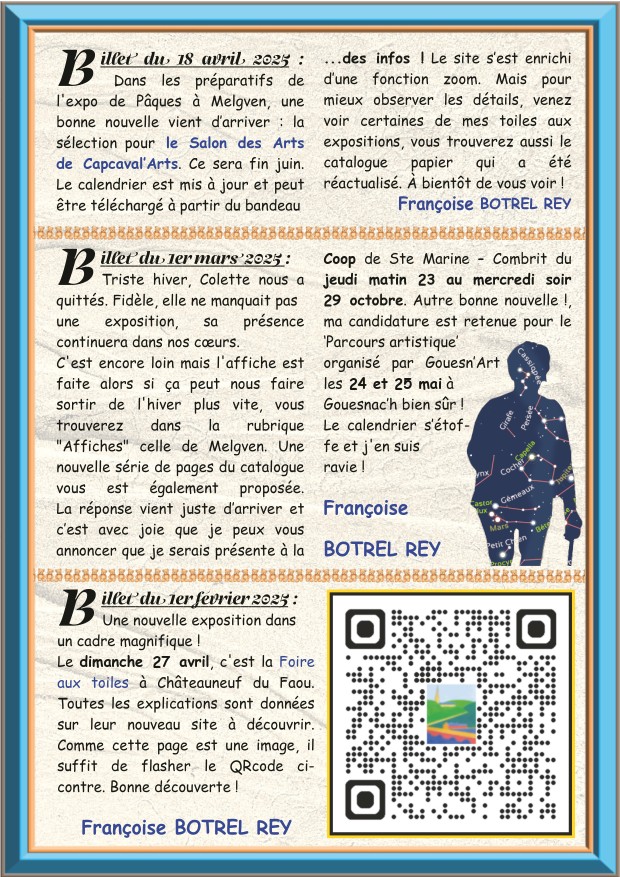 Billet du 18 avril 2025 :
Dans les préparatifs de
l'expo de Pâques à Melgven, une
bonne nouvelle vient d’arriver : la
sélection pour le Salon des Arts
de Capcaval’Arts. Ce sera fin juin.
Le calendrier est mis à jour et peut
être téléchargé à partir du bandeau
...des infos ! Le site s’est enrichi
d’une fonction zoom. Mais pour
mieux observer les détails, venez
voir certaines de mes toiles aux
expositions, vous trouverez aussi le
catalogue papier qui a été
réactualisé. À bientôt de vous voir !
Françoise BOTREL REY
Billet du 1er mars 2025 :
Triste hiver, Colette nous a
quittés. Fidèle, elle ne manquait pas
une exposition, sa présence
continuera dans nos cœurs.
C'est encore loin mais l'affiche est
faite alors si ça peut nous faire
sortir de l'hiver plus vite, vous
trouverez dans la rubrique
"Affiches" celle de Melgven. Une
nouvelle série de pages du catalogue
vous est également proposée.
La réponse vient juste d’arriver et
c’est avec joie que je peux vous
annoncer que je serais présente à la
Coop de Ste Marine – Combrit du
jeudi matin 23 au mercredi soir
29 octobre. Autre bonne nouvelle !,
ma candidature est retenue pour le
‘Parcours artistique’
organisé par Gouesn’Art
les 24 et 25 mai à
Gouesnac’h bien sûr !
Le calendrier s’étof-
fe et j'en suis
ravie !
Françoise
BOTREL REY
Cassiopée
Persée
Girafe
Capella
Cocher
ynx
Gémeaux
Castor
lux
Mars
Petit Chien
Procy
Billet du 1er février 2025 :
Une nouvelle exposition dans
un cadre magnifique !
Le dimanche 27 avril, c'est la Foire
aux toiles à Châteauneuf du Faou.
Toutes les explications sont données
sur leur nouveau site à découvrir.
Comme cette page est une image, il
suffit de flasher le QRcode ci-
contre. Bonne découverte !
Françoise BOTREL REY